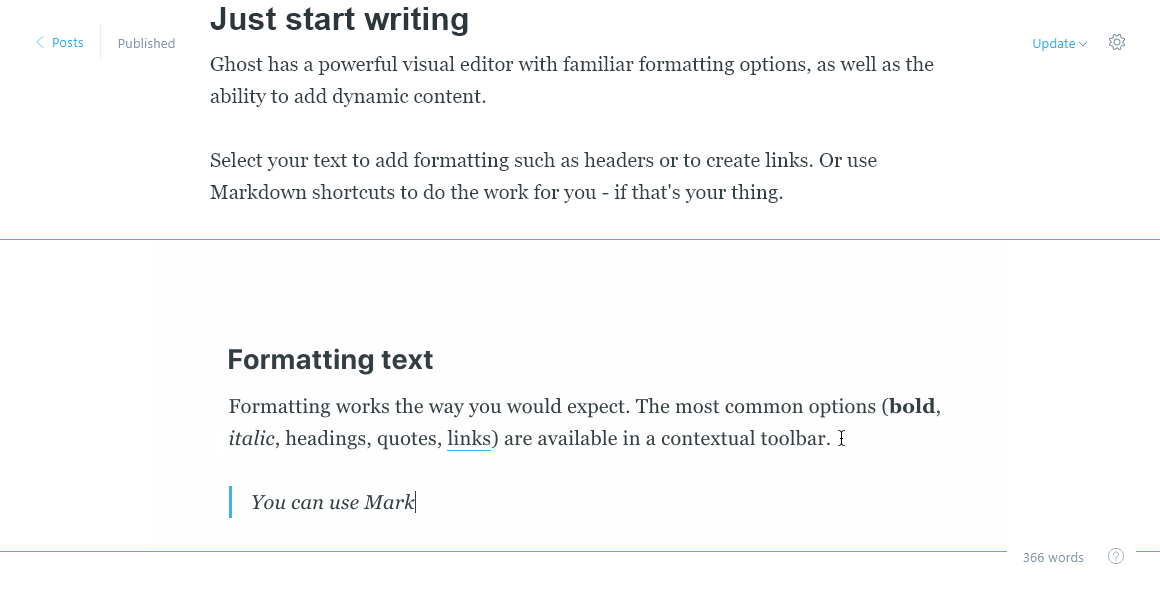 Just start writing
Posts
Published
Update
Ghost has a powerful visual editor with familiar formatting options, as well as the
ability to add dynamic content.
Select your text to add formatting such as headers or to create links. Or use
Markdown shortcuts to do the work for you - if that's your thing.
Formatting text
Formatting works the way you would expect. The most common options (bold,
italic, headings, quotes, links) are available in a contextual toolbar.
You can use Mark
366 words
?